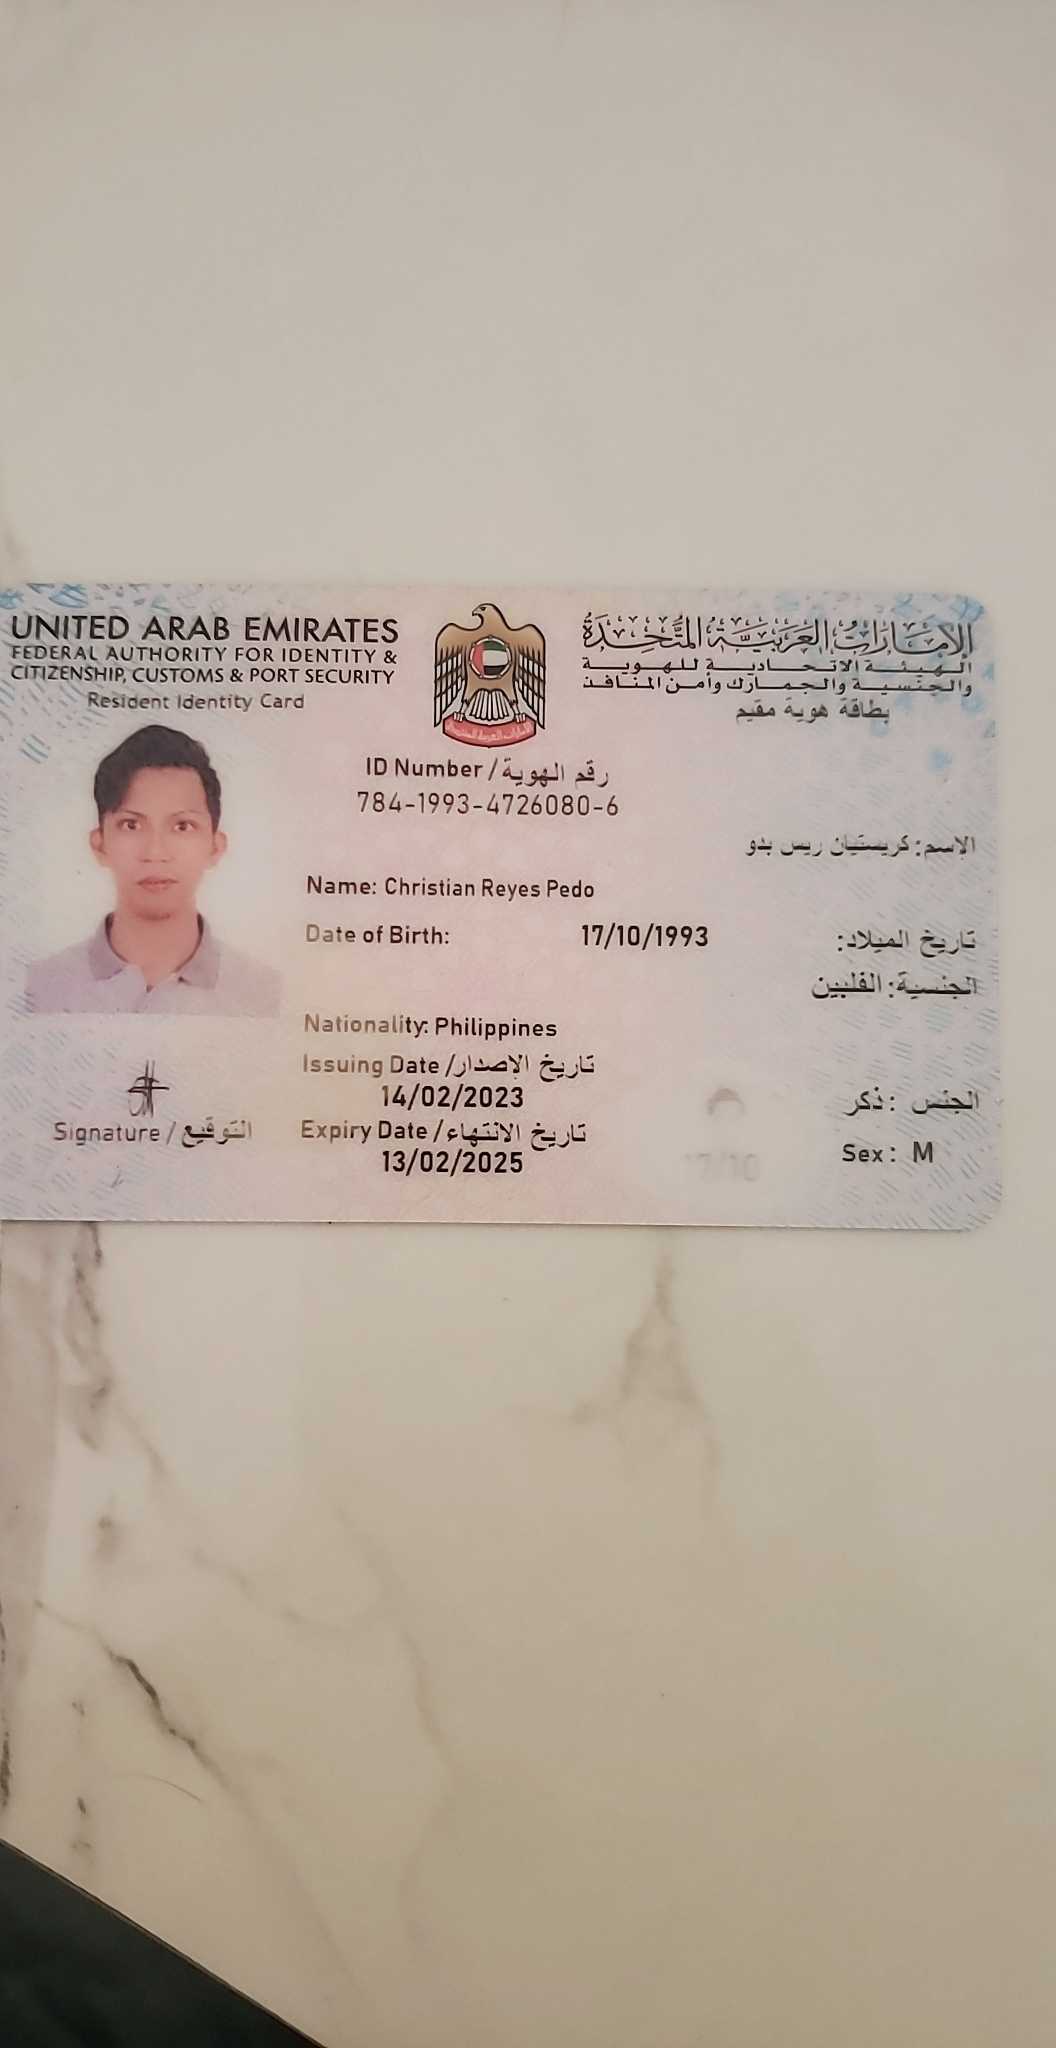 UNITED ARAB EMIRATES
FEDERAL AUTHORITY FOR IDENTITY &
CITIZENSHIP, CUSTOMS & PORT SECURITY
Resident Identity Card
الإمارات العربية المتحدة
الهيئة الاتحادية للهوية
والجنسية والجمارك وأمن المنافذ
بطاقة هوية مقيم
ID Number / رقم الهوية
784-1993-4726080-6
الاسم: كريستيان ريس بدو
Name: Christian Reyes Pedo
Date of Birth: 17/10/1993 تاريخ الميلاد:
الجنسية: الفلبين
Nationality: Philippines
Issuing Date / تاريخ الإصدار
14/02/2023
Expiry Date / تاريخ الانتهاء
13/02/2025
Signature / التوقيع
الجنس: ذكر
Sex: M